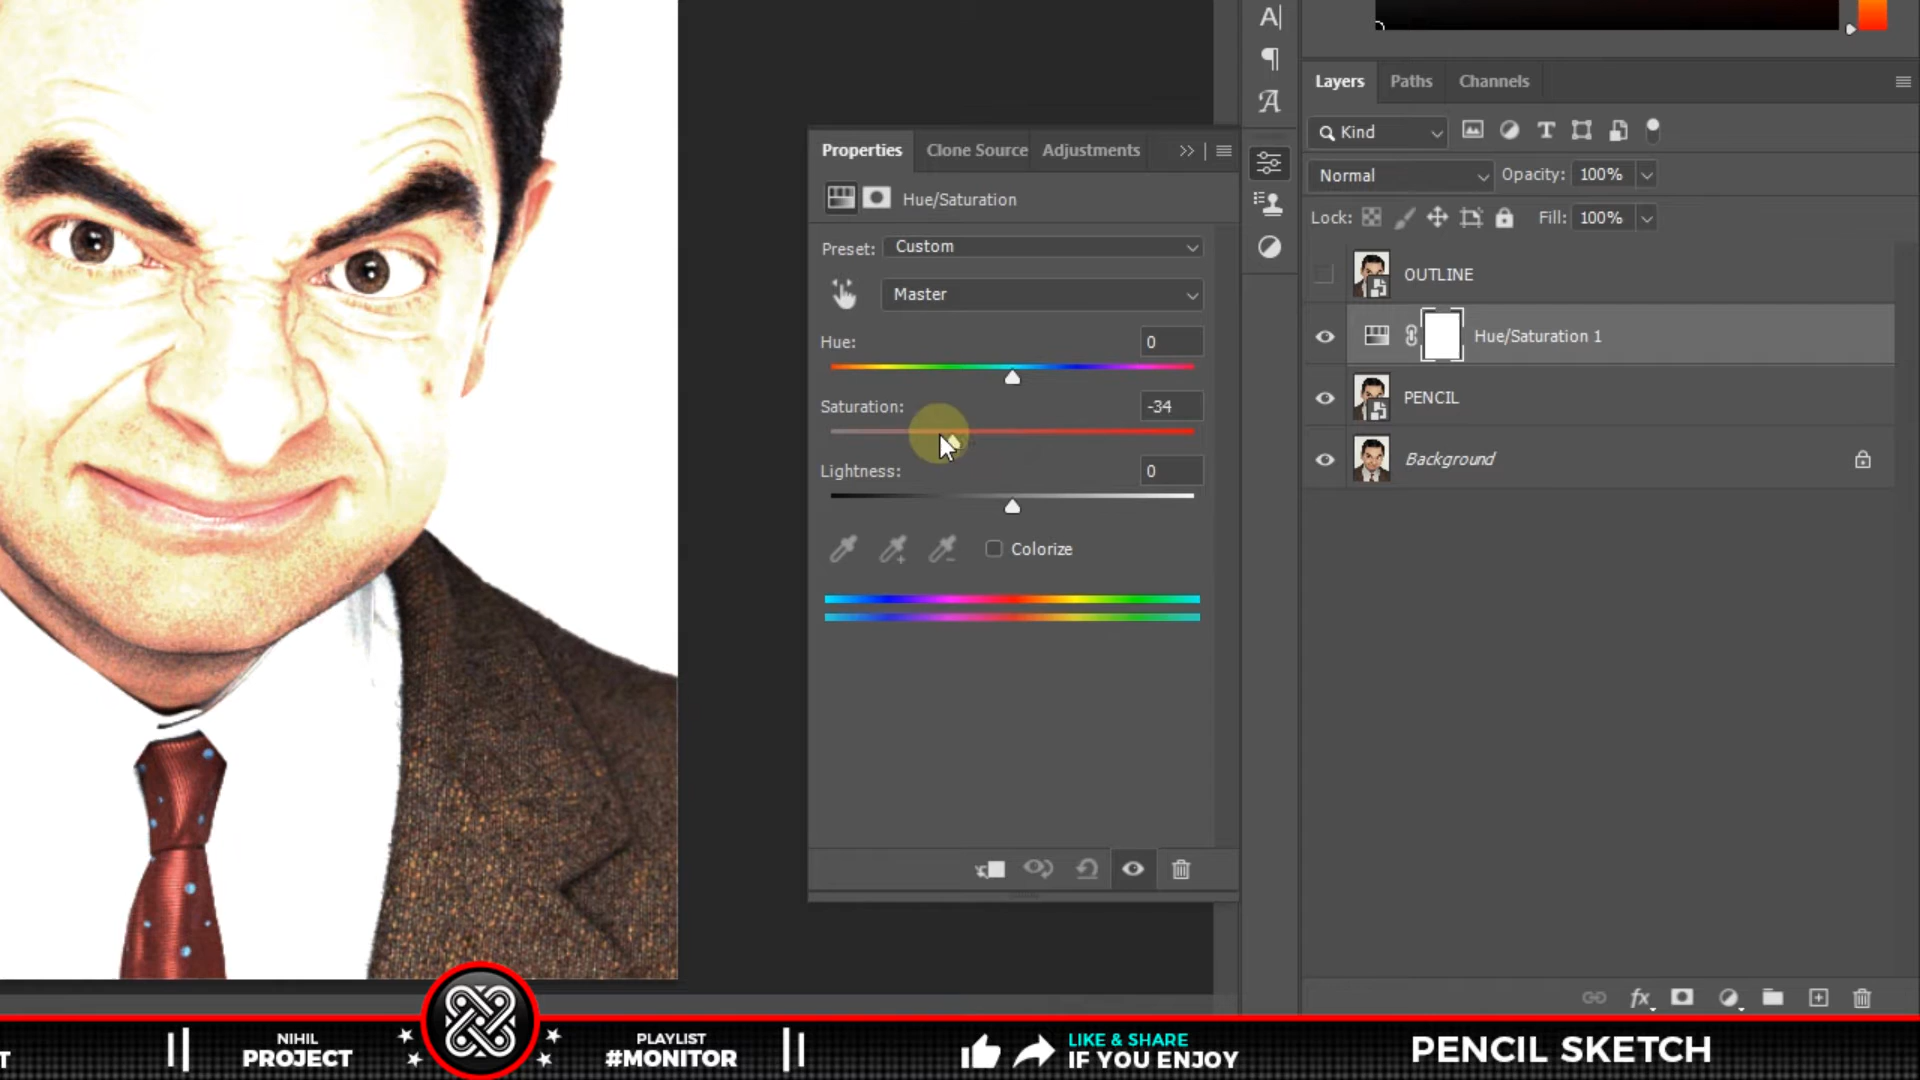 Properties
Clone Source
Adjustments
Hue/Saturation
Preset: Custom
Master
Hue: 0
Saturation: -34
Lightness: 0
Colorize
Layers
Paths
Channels
Kind
Normal
Opacity: 100%
Lock:
Fill: 100%
OUTLINE
Hue/Saturation 1
PENCIL
Background
T
NIHIL
PROJECT
PLAYLIST
#MONITOR
LIKE & SHARE
IF YOU ENJOY
PENCIL SKETCH